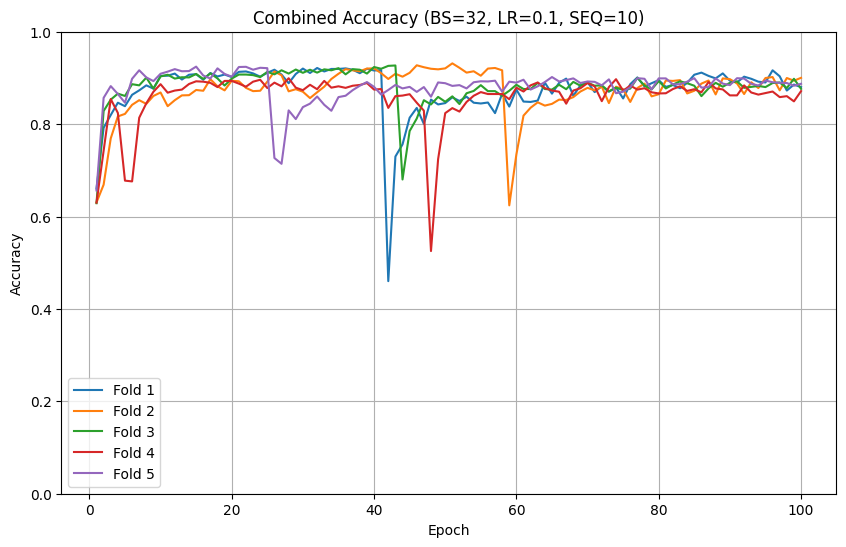 Combined Accuracy (BS=32, LR=0.1, SEQ=10)
1.0
0.8
0.6
0.4
0.2
0.0
Accuracy
Fold 1
Fold 2
Fold 3
Fold 4
Fold 5
0 20 40 60 80 100
Epoch